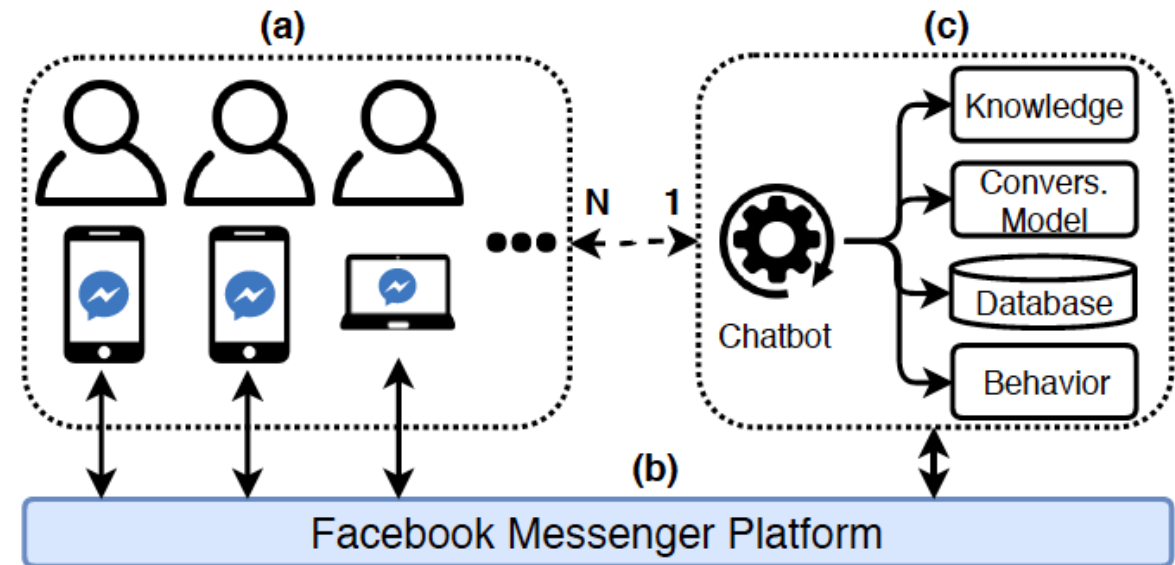 (a)
(c)
N
1
Chatbot
Knowledge
Convers.
Model
Database
Behavior
(b)
Facebook Messenger Platform